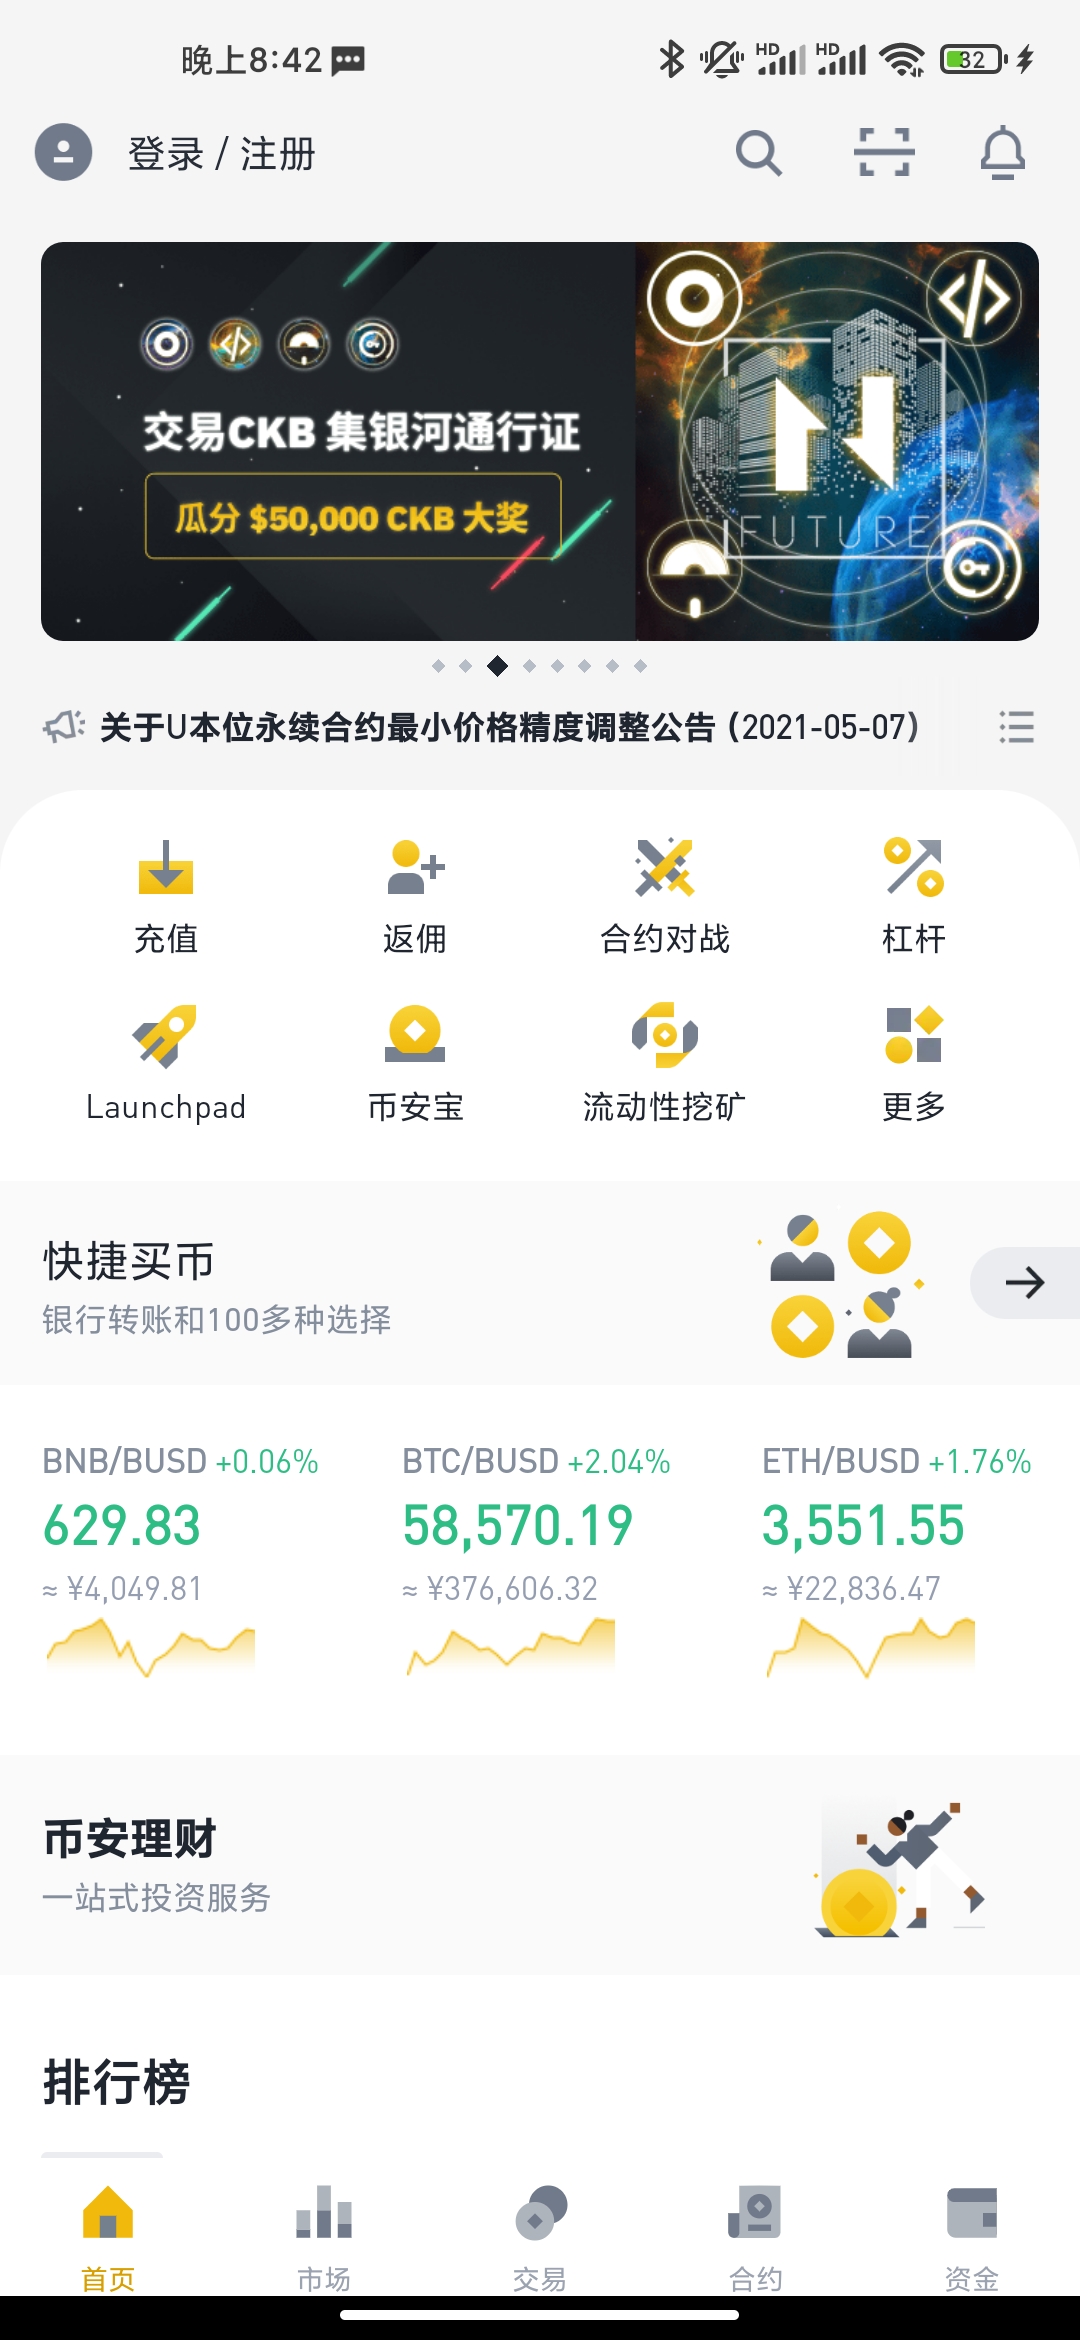 晚上8:42
HD HD 32
登录 / 注册
交易CKB 集银河通行证
瓜分 $50,000 CKB 大奖
N
FUTURE
关于U本位永续合约最小价格精度调整公告 (2021-05-07)
充值 返佣 合约对战 杠杆
Launchpad 币安宝 流动性挖矿 更多
快捷买币
银行转账和100多种选择
BNB/BUSD +0.06% BTC/BUSD +2.04% ETH/BUSD +1.76%
629.83 58,570.19 3,551.55
≈ ¥4,049.81 ≈ ¥376,606.32 ≈ ¥22,836.47
币安理财
一站式投资服务
排行榜
首页 市场 交易 合约 资金